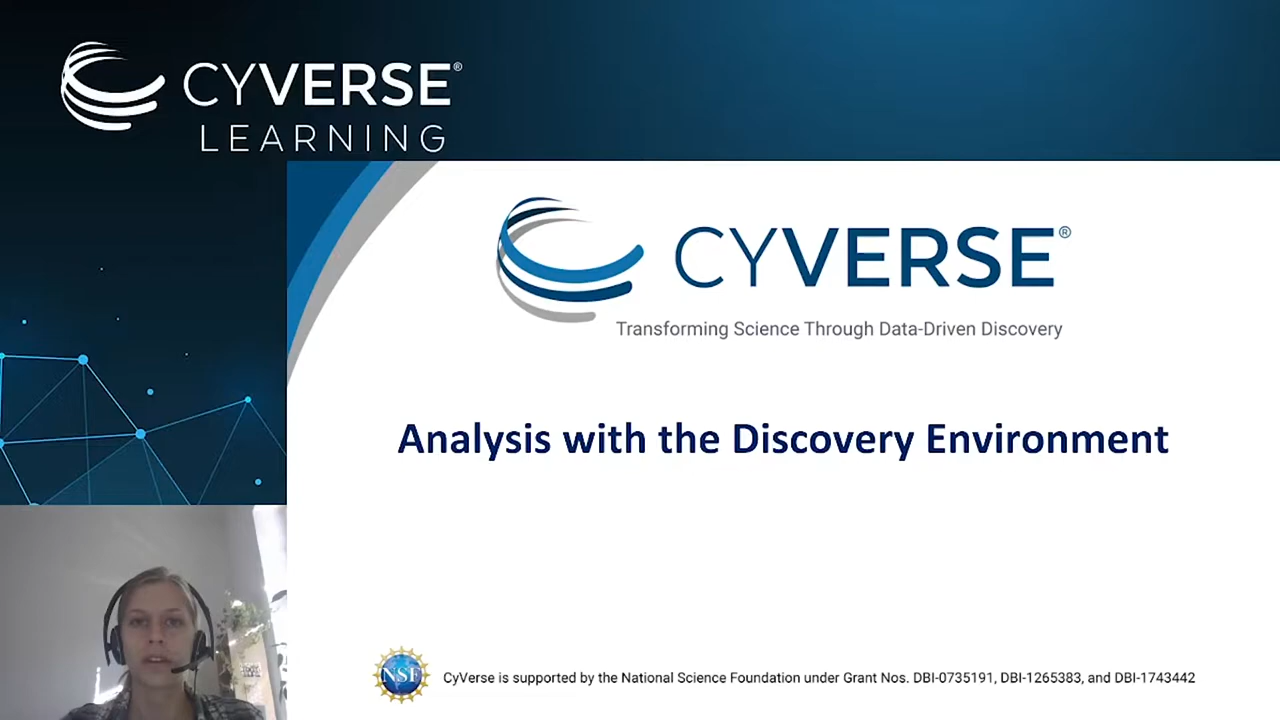 CYVERSE®
LEARNING
CYVERSE®
Transforming Science Through Data-Driven Discovery
Analysis with the Discovery Environment
NSF
CyVerse is supported by the National Science Foundation under Grant Nos. DBI-0735191, DBI-1265383, and DBI-1743442